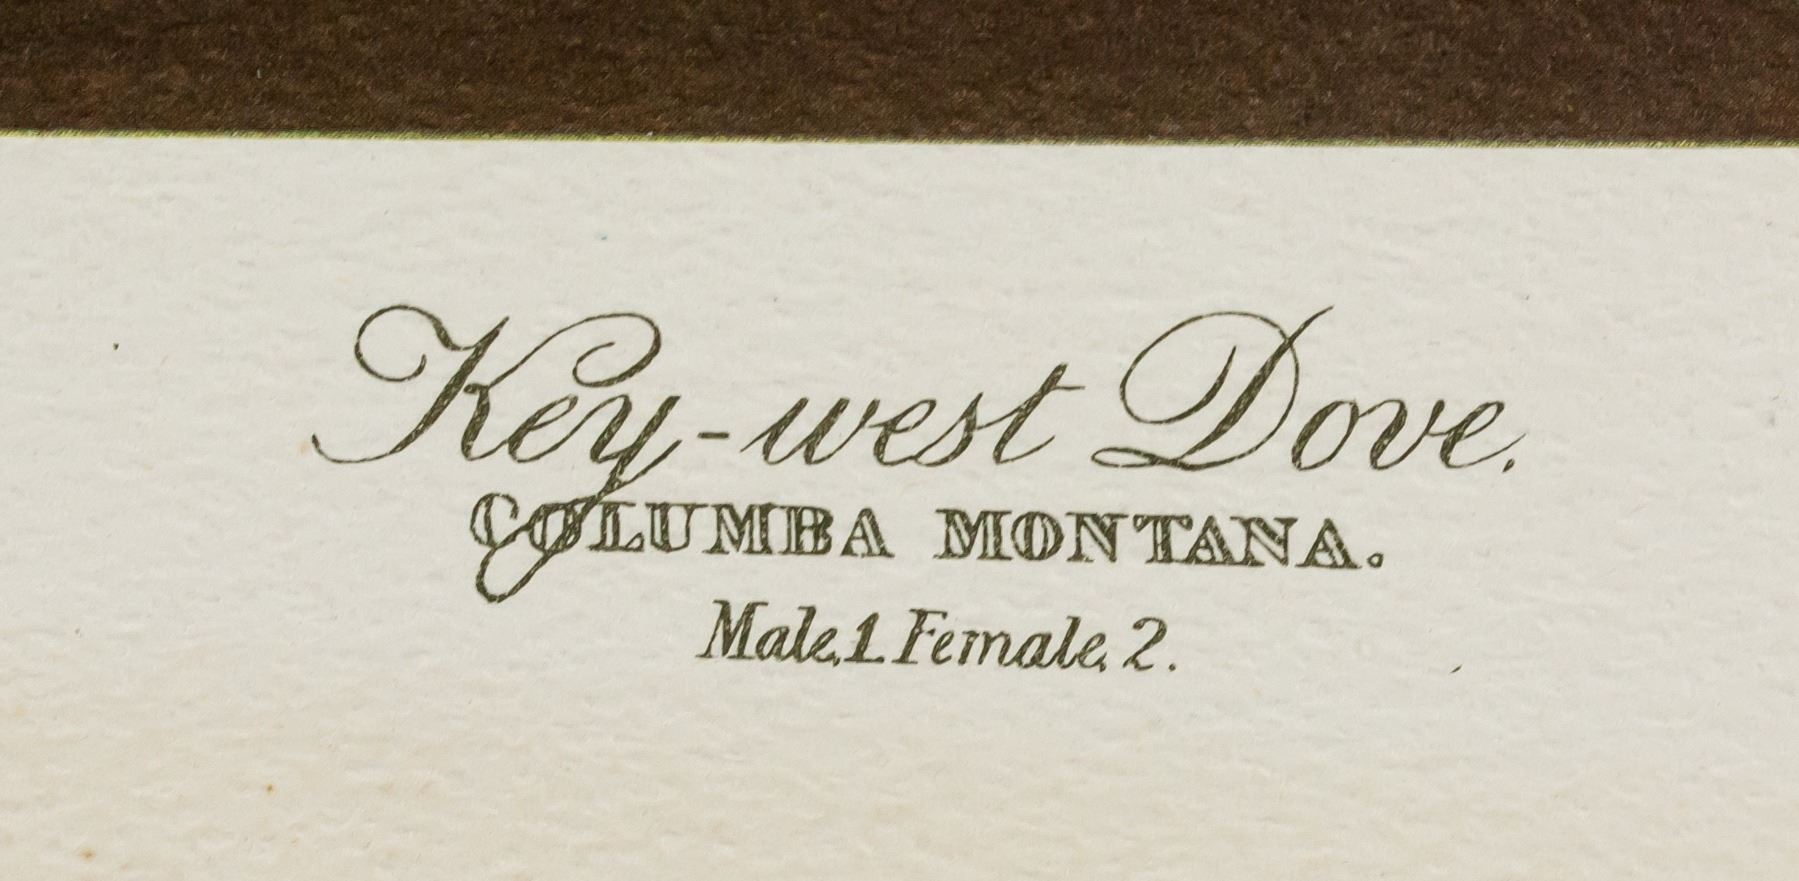 Key-west Dove.
COLUMBA MONTANA.
Male, 1. Female, 2.